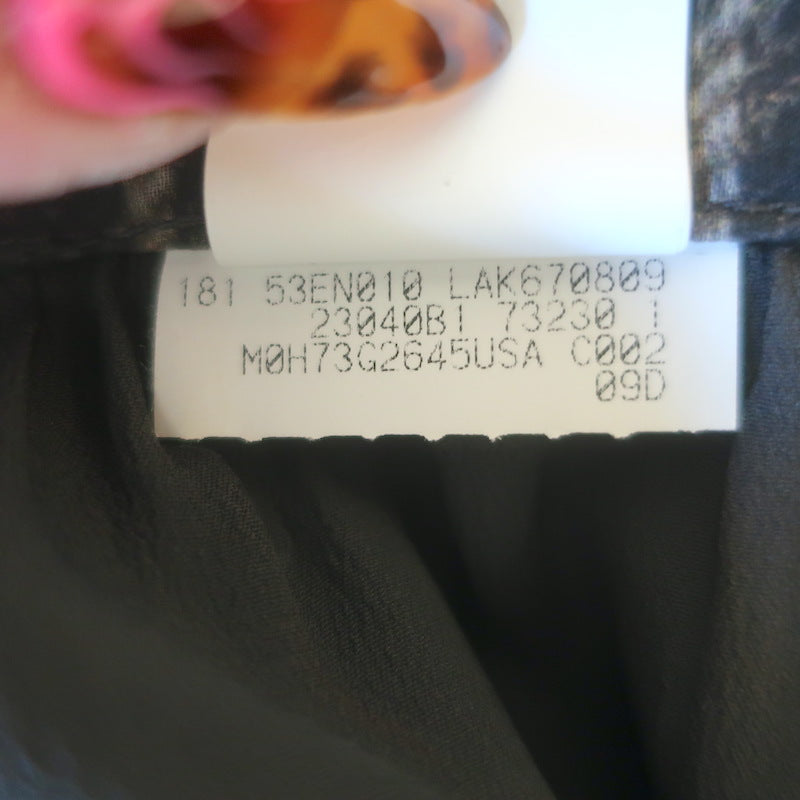 181 53EN010 LAK670809
23040B1 73230 1
M0H73G2645USA C002
09D